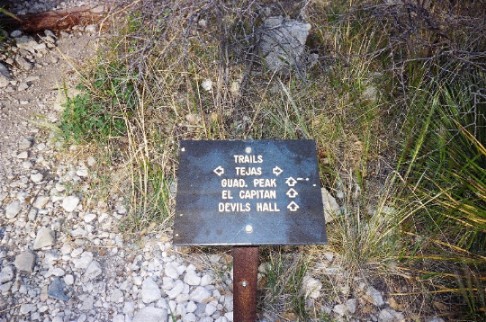 TRAILS
⇦ TEJAS ⇨
GUAD. PEAK ⇧
EL CAPITAN ⇧
DEVILS HALL ⇧